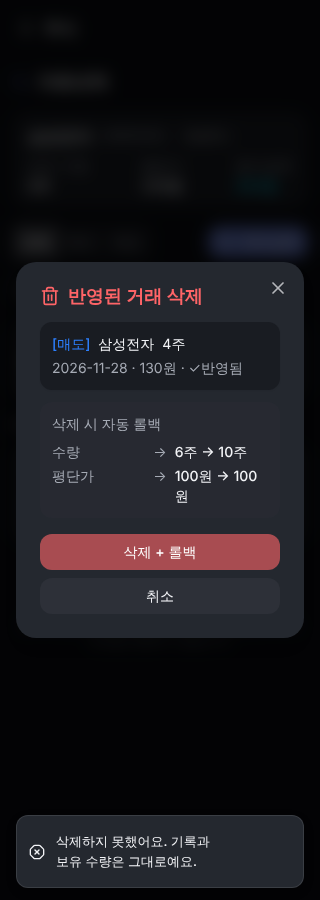 반영된 거래 삭제
[매도] 삼성전자 4주
2026-11-28 · 130원 · ✓반영됨
삭제 시 자동 롤백
수량 → 6주 → 10주
평단가 → 100원 → 100
원
삭제 + 롤백
취소
삭제하지 못했어요. 기록과
보유 수량은 그대로예요.